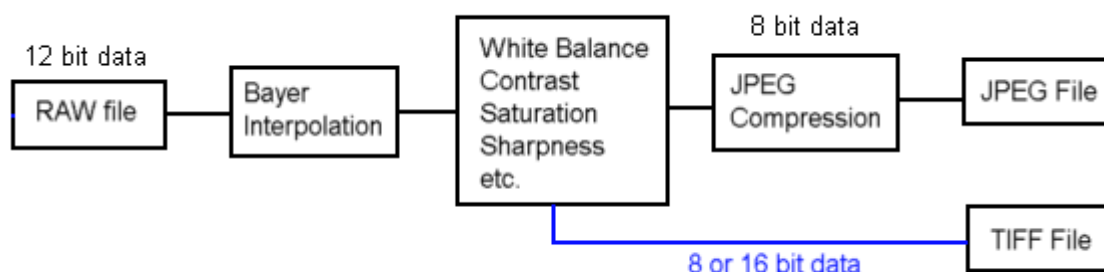 12 bit data
RAW file
Bayer
Interpolation
White Balance
Contrast
Saturation
Sharpness
etc.
8 bit data
JPEG
Compression
JPEG File
TIFF File
8 or 16 bit data